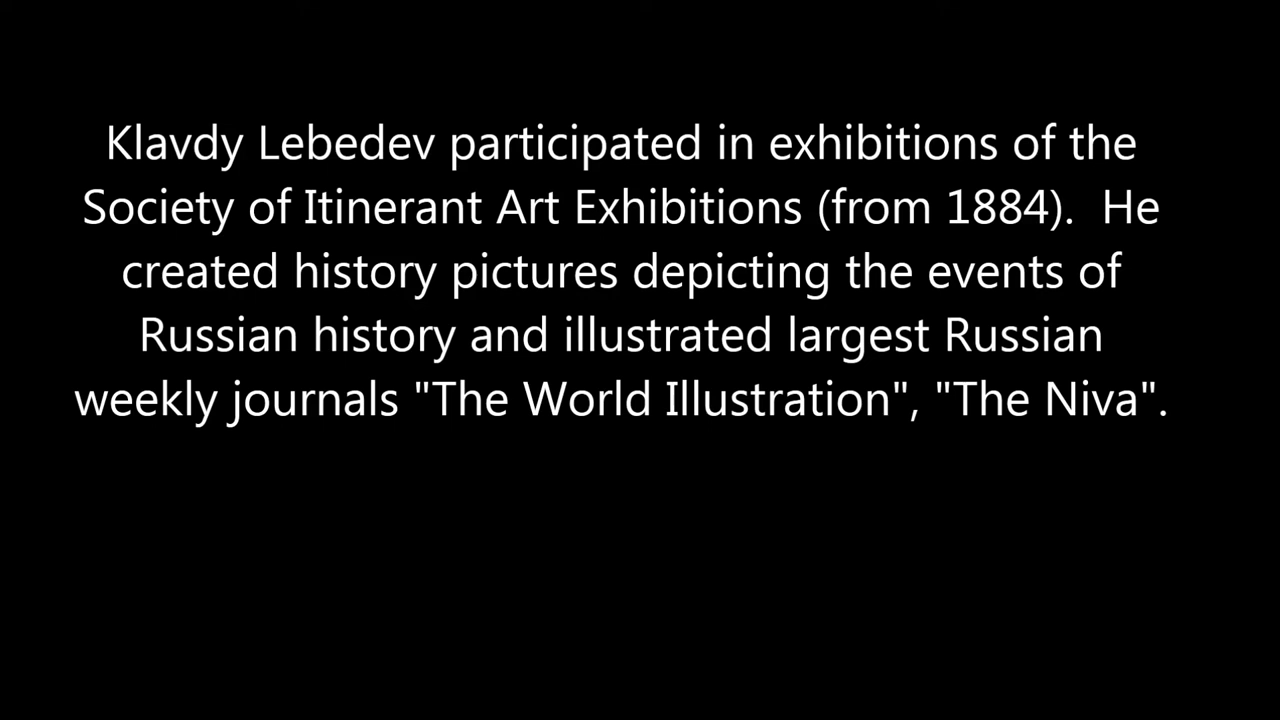 Klavdy Lebedev participated in exhibitions of the
Society of Itinerant Art Exhibitions (from 1884).  He
created history pictures depicting the events of
Russian history and illustrated largest Russian
weekly journals "The World Illustration", "The Niva".